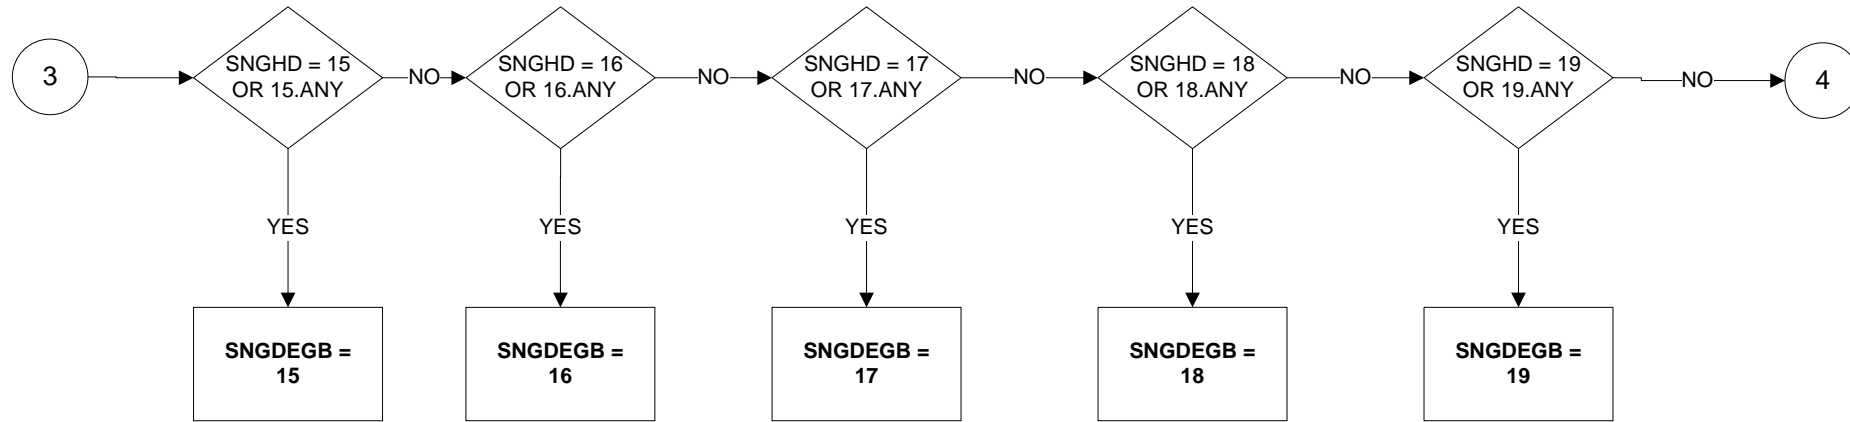 3
SNGHD = 15
OR 15.ANY
NO
SNGHD = 16
OR 16.ANY
NO
SNGHD = 17
OR 17.ANY
NO
SNGHD = 18
OR 18.ANY
NO
SNGHD = 19
OR 19.ANY
NO
4
YES
YES
YES
YES
YES
SNGDEGB =
15
SNGDEGB =
16
SNGDEGB =
17
SNGDEGB =
18
SNGDEGB =
19